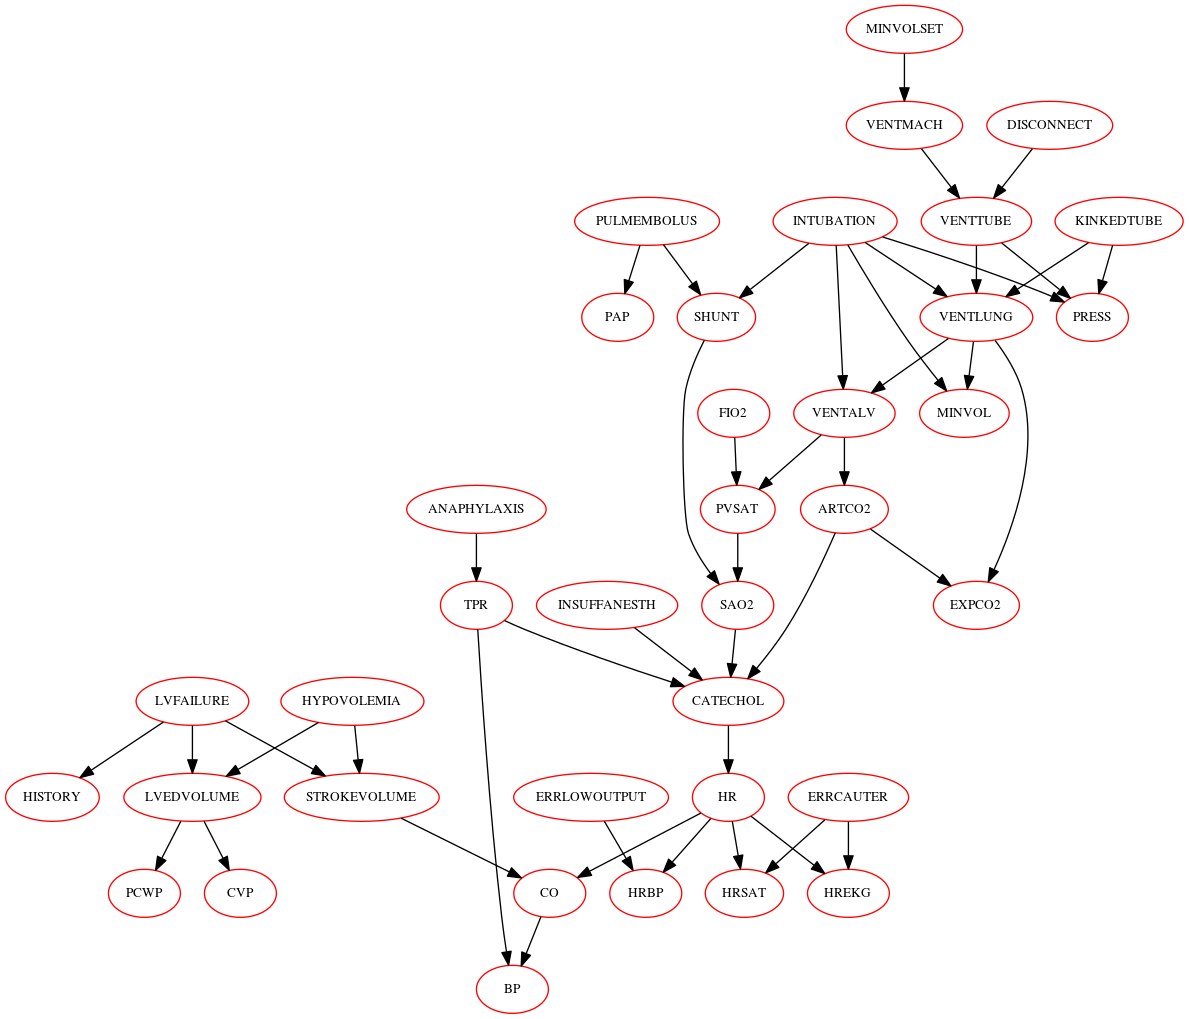 MINVOLSET
VENTMACH
DISCONNECT
PULMEMBOLUS
INTUBATION
VENTTUBE
KINKEDTUBE
PAP
SHUNT
VENTLUNG
PRESS
FIO2
VENTALV
MINVOL
ANAPHYLAXIS
PVSAT
ARTCO2
TPR
INSUFFANESTH
SAO2
EXPCO2
LVFAILURE
HYPOVOLEMIA
CATECHOL
HISTORY
LVEDVOLUME
STROKEVOLUME
ERRLOWOUTPUT
HR
ERRCAUTER
PCWP
CVP
CO
HRBP
HRSAT
HREKG
BP